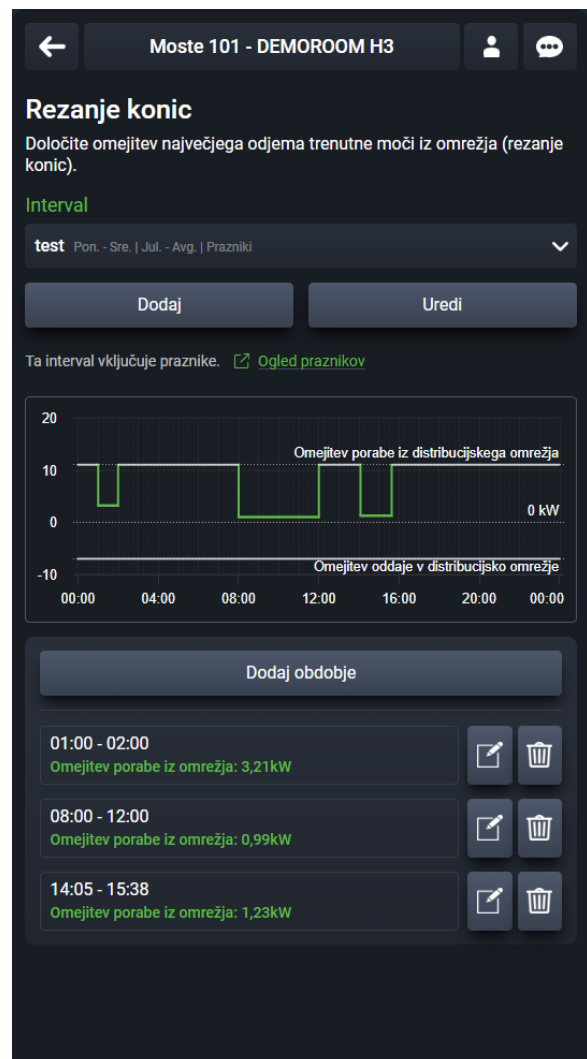 Moste 101 - DEMOROOM H3
Rezanje konic
Določite omejitev največjega odjema trenutne moči iz omrežja (rezanje
konic).
Interval
test Pon. - Sre. | Jul. - Avg. | Prazniki
Dodaj
Uredi
Ta interval vključuje praznike. Ogled praznikov
20
Omejitev porabe iz distribucijskega omrežja
10
0 kW
0
Omejitev oddaje v distribucijsko omrežje
-10
00:00 04:00 08:00 12:00 16:00 20:00 00:00
Dodaj obdobje
01:00 - 02:00
Omejitev porabe iz omrežja: 3,21kW
08:00 - 12:00
Omejitev porabe iz omrežja: 0,99kW
14:05 - 15:38
Omejitev porabe iz omrežja: 1,23kW